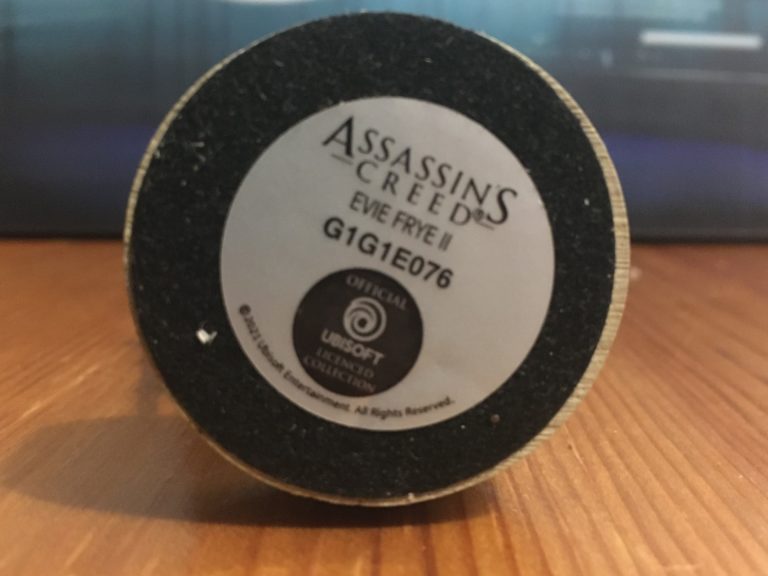 ASSASSIN'S
CREED®
EVIE FRYE II
G1G1E076
OFFICIAL
UBISOFT
LICENCED
COLLECTION
©2021 Ubisoft Entertainment. All Rights Reserved.